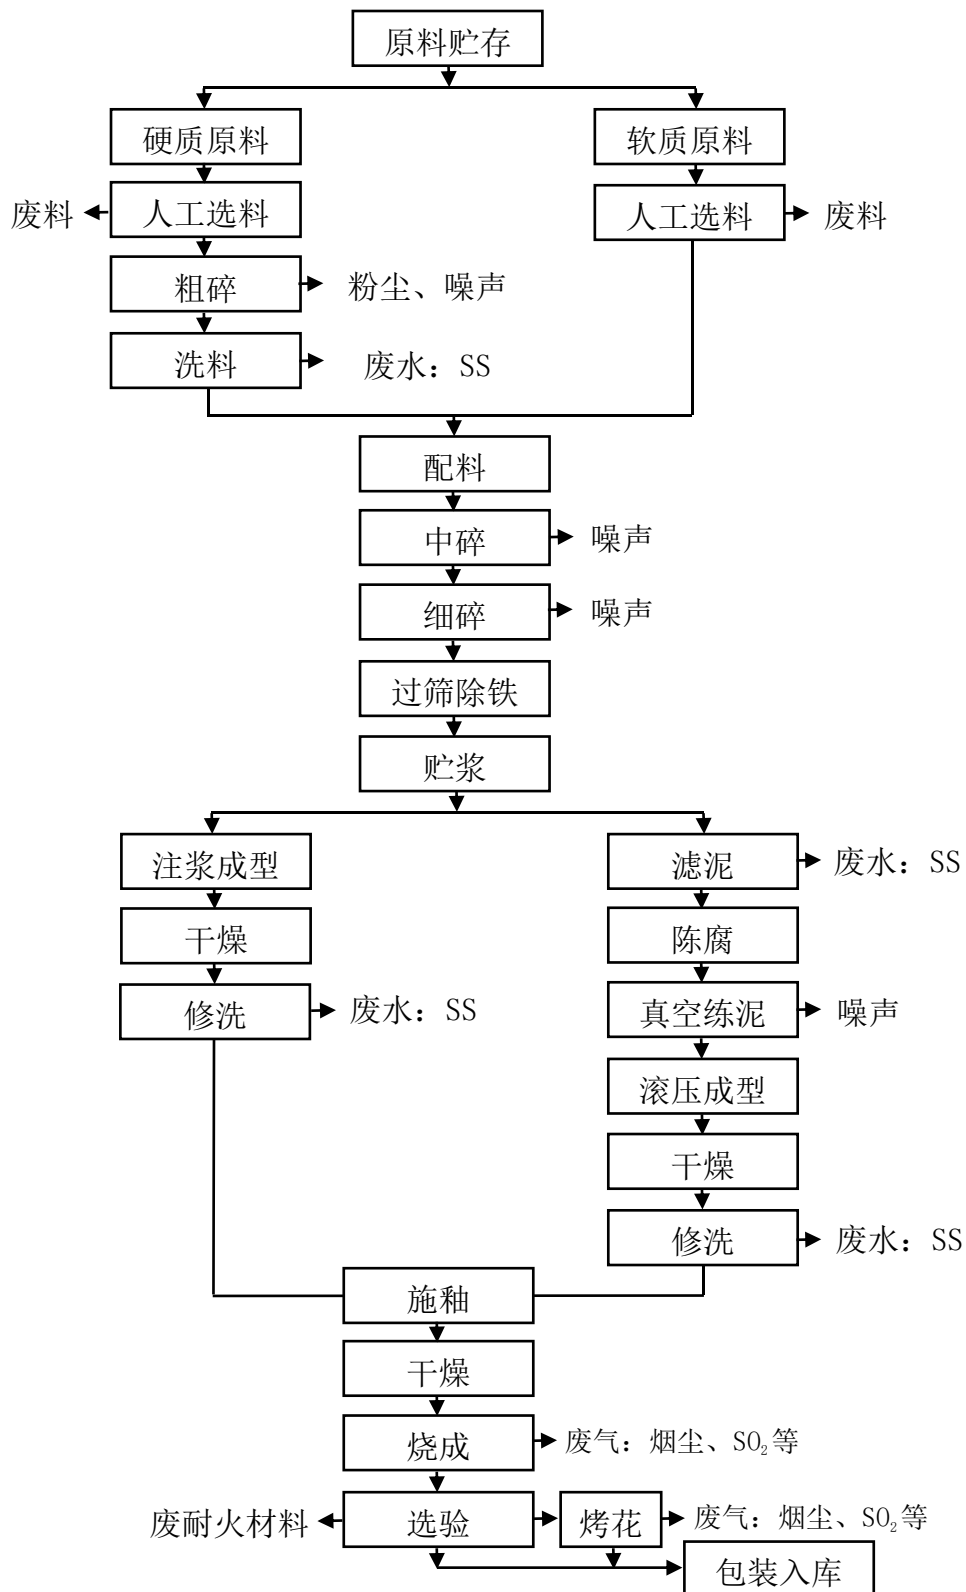 原料贮存
硬质原料
软质原料
废料
人工选料
人工选料
废料
粗碎
粉尘、噪声
洗料
废水：SS
配料
中碎
噪声
细碎
噪声
过筛除铁
贮浆
注浆成型
滤泥
废水：SS
干燥
陈腐
修洗
废水：SS
真空练泥
噪声
滚压成型
干燥
修洗
废水：SS
施釉
干燥
烧成
废气：烟尘、SO₂等
废耐火材料
选验
烤花
废气：烟尘、SO₂等
包装入库